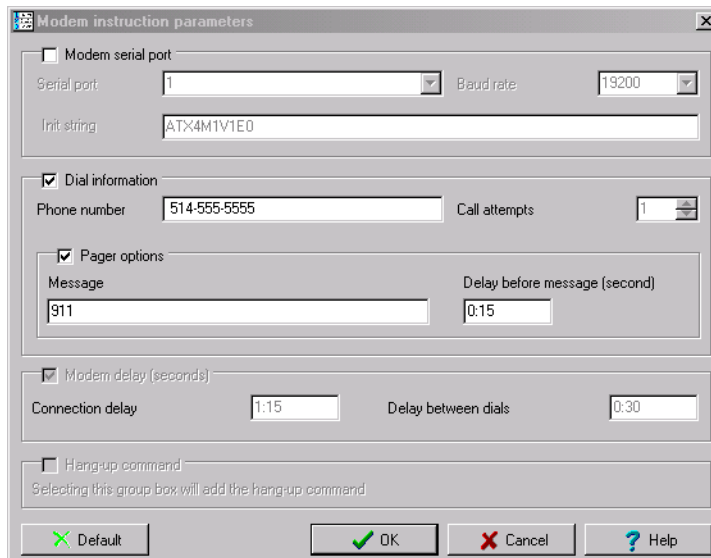 Modem instruction parameters
Modem serial port
Serial port 1 Baud rate 19200
Init string ATX4M1V1E0
Dial information
Phone number 514-555-5555 Call attempts 1
Pager options
Message Delay before message (second)
911 0:15
Modem delay (seconds)
Connection delay 1:15 Delay between dials 0:30
Hang-up command
Selecting this group box will add the hang-up command
Default OK Cancel Help